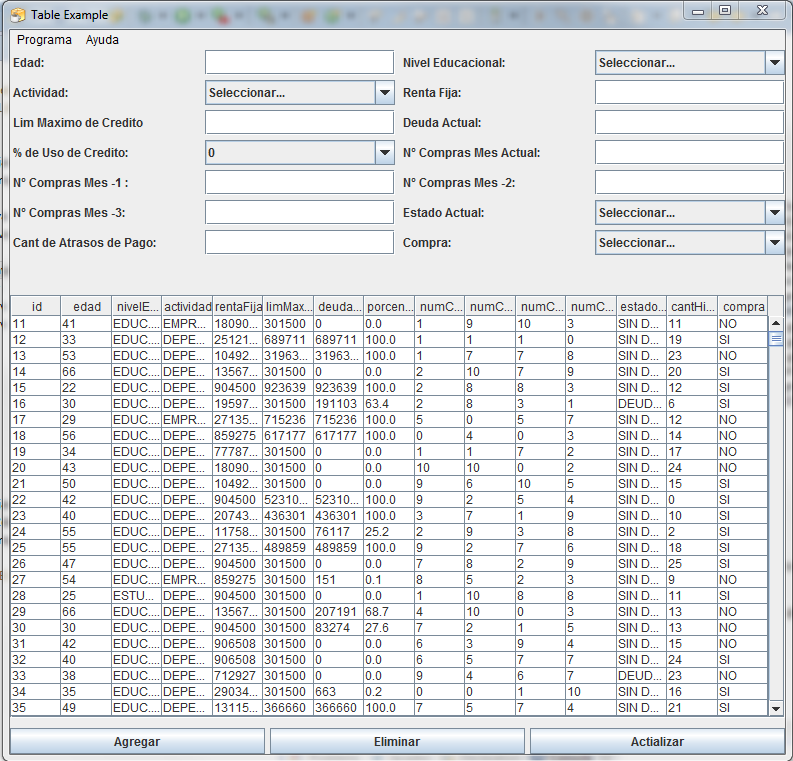 Table Example
Programa Ayuda
Edad: Nivel Educacional: Seleccionar...
Actividad: Seleccionar... Renta Fija:
Lim Maximo de Credito Deuda Actual:
% de Uso de Credito: 0 Nº Compras Mes Actual:
Nº Compras Mes -1 : Nº Compras Mes -2:
Nº Compras Mes -3: Estado Actual: Seleccionar...
Cant de Atrasos de Pago: Compra: Seleccionar...
id edad nivelE... actividad rentaFija limMax... deuda... porcen... numC... numC... numC... numC... estado... cantHi... compra
11 41 EDUC... EMPR... 18090... 301500 0 0.0 1 9 10 3 SIN D... 11 NO
12 33 EDUC... DEPE... 25121... 689711 689711 100.0 1 1 1 0 SIN D... 19 SI
13 53 EDUC... DEPE... 10492... 31963... 31963... 100.0 1 7 7 8 SIN D... 23 NO
14 66 EDUC... DEPE... 13567... 301500 0 0.0 2 10 7 9 SIN D... 20 SI
15 22 EDUC... DEPE... 904500 923639 923639 100.0 2 8 8 3 SIN D... 12 SI
16 30 EDUC... DEPE... 19597... 301500 191103 63.4 2 8 3 1 DEUD... 6 SI
17 29 EDUC... EMPR... 27135... 715236 715236 100.0 5 0 5 7 SIN D... 12 NO
18 56 EDUC... DEPE... 859275 617177 617177 100.0 0 4 0 3 SIN D... 14 NO
19 34 EDUC... DEPE... 77787... 301500 0 0.0 1 1 7 2 SIN D... 17 NO
20 43 EDUC... DEPE... 18090... 301500 0 0.0 10 10 0 2 SIN D... 24 NO
21 50 EDUC... DEPE... 10492... 301500 0 0.0 9 6 10 5 SIN D... 15 SI
22 42 EDUC... DEPE... 904500 52310... 52310... 100.0 9 2 5 4 SIN D... 0 SI
23 40 EDUC... DEPE... 20743... 436301 436301 100.0 3 7 1 9 SIN D... 10 SI
24 55 EDUC... DEPE... 11758... 301500 76117 25.2 2 9 3 8 SIN D... 2 SI
25 55 EDUC... DEPE... 27135... 489859 489859 100.0 9 2 7 6 SIN D... 18 SI
26 47 EDUC... DEPE... 904500 301500 0 0.0 7 8 2 9 SIN D... 25 SI
27 54 EDUC... EMPR... 859275 301500 151 0.1 8 5 2 3 SIN D... 9 NO
28 25 ESTU... DEPE... 904500 301500 0 0.0 1 10 8 8 SIN D... 11 SI
29 66 EDUC... DEPE... 13567... 301500 207191 68.7 4 10 0 3 SIN D... 13 NO
30 30 EDUC... DEPE... 904500 301500 83274 27.6 7 2 1 5 SIN D... 13 NO
31 42 EDUC... DEPE... 906508 301500 0 0.0 6 3 9 4 SIN D... 15 NO
32 40 EDUC... DEPE... 906508 301500 0 0.0 6 5 7 7 SIN D... 24 SI
33 38 EDUC... DEPE... 712927 301500 0 0.0 9 4 6 7 DEUD... 23 NO
34 35 EDUC... DEPE... 29034... 301500 663 0.2 0 0 1 10 SIN D... 16 SI
35 49 EDUC... DEPE... 13115... 366660 366660 100.0 7 5 7 4 SIN D... 21 SI
Agregar Eliminar Actializar